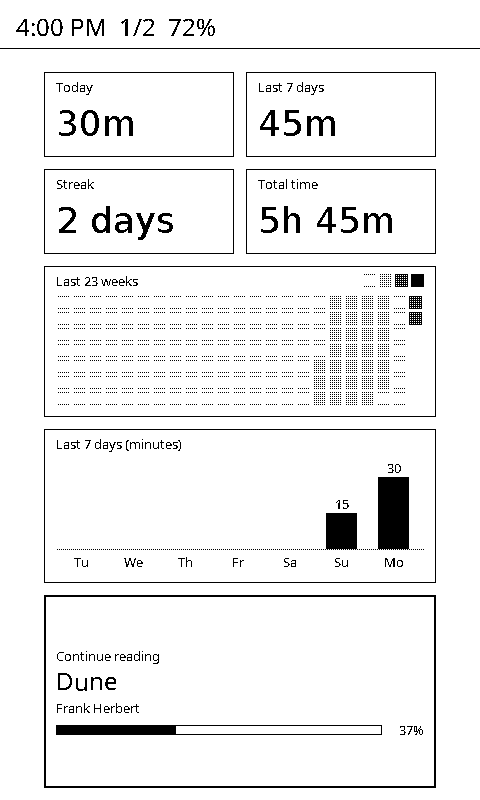 4:00 PM 1/2 72%
Today
30m
Last 7 days
45m
Streak
2 days
Total time
5h 45m
Last 23 weeks
Last 7 days (minutes)
15
30
Tu We Th Fr Sa Su Mo
Continue reading
Dune
Frank Herbert
37%